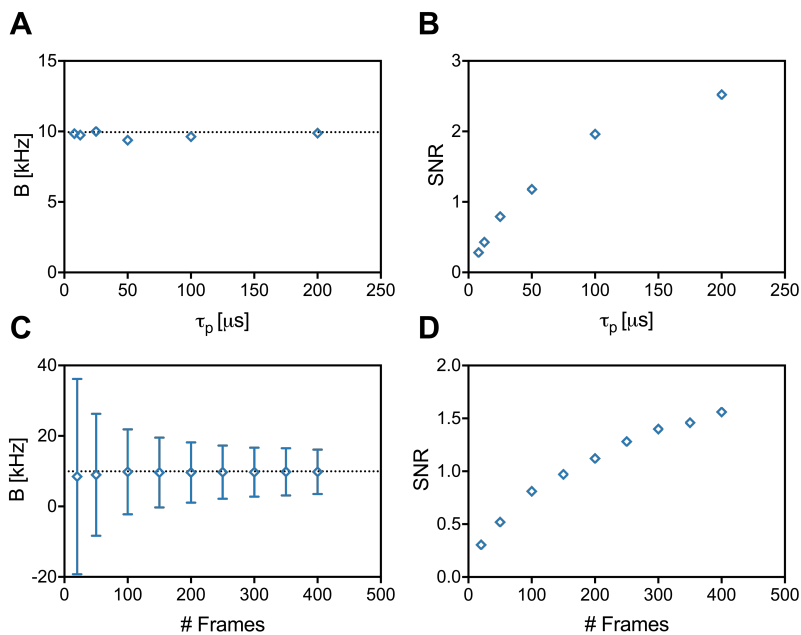 A
B
15
10
5
0
B [kHz]
0 50 100 150 200 250
τp [μs]
3
2
1
0
SNR
0 50 100 150 200 250
τp [μs]
C
D
40
20
0
-20
B [kHz]
0 100 200 300 400 500
# Frames
2.0
1.5
1.0
0.5
0.0
SNR
0 100 200 300 400 500
# Frames